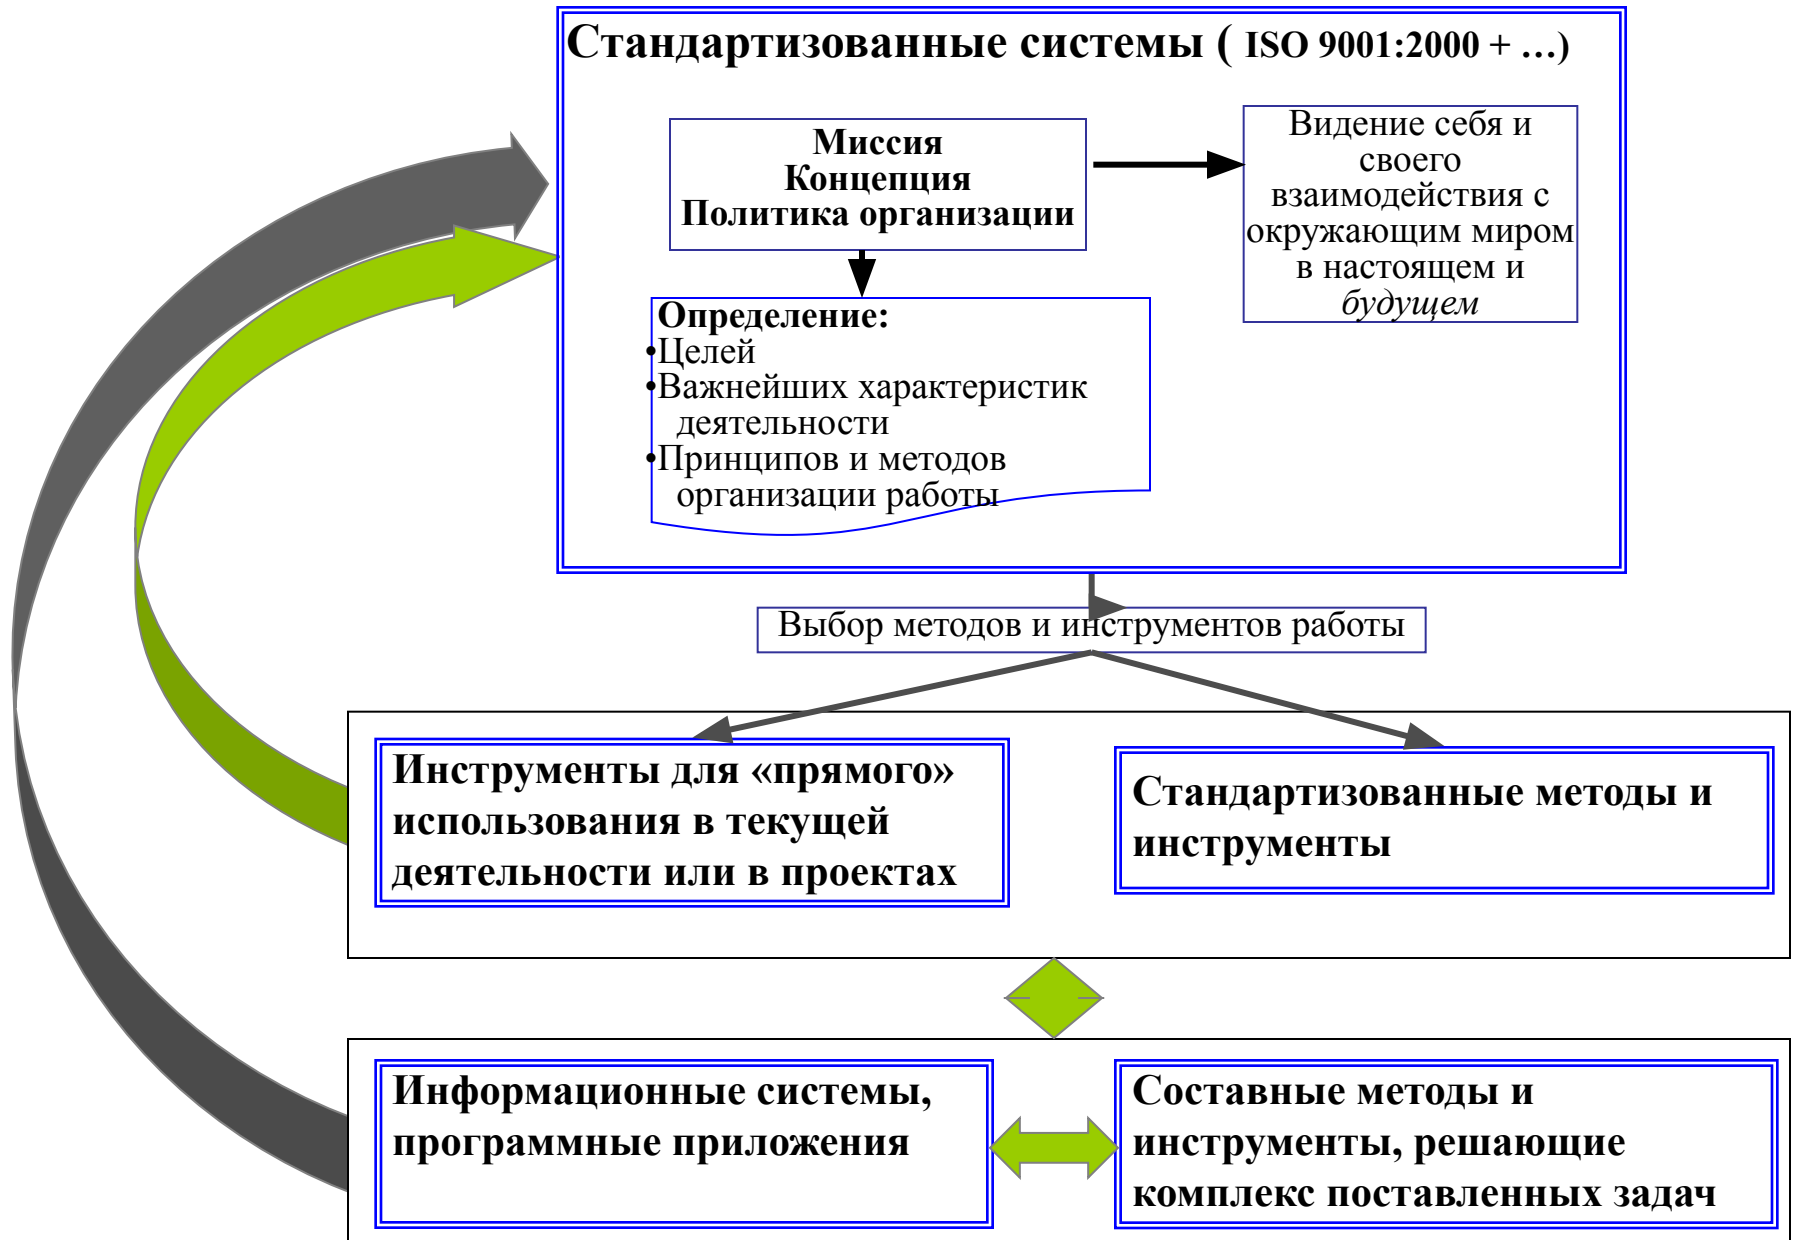 Стандартизованные системы ( ISO 9001:2000 + …)
Миссия
Концепция
Политика организации
Видение себя и
своего
взаимодействия с
окружающим миром
в настоящем и
будущем
Определение:
•Целей
•Важнейших характеристик
деятельности
•Принципов и методов
организации работы
Выбор методов и инструментов работы
Инструменты для «прямого»
использования в текущей
деятельности или в проектах
Стандартизованные методы и
инструменты
Информационные системы,
программные приложения
Составные методы и
инструменты, решающие
комплекс поставленных задач